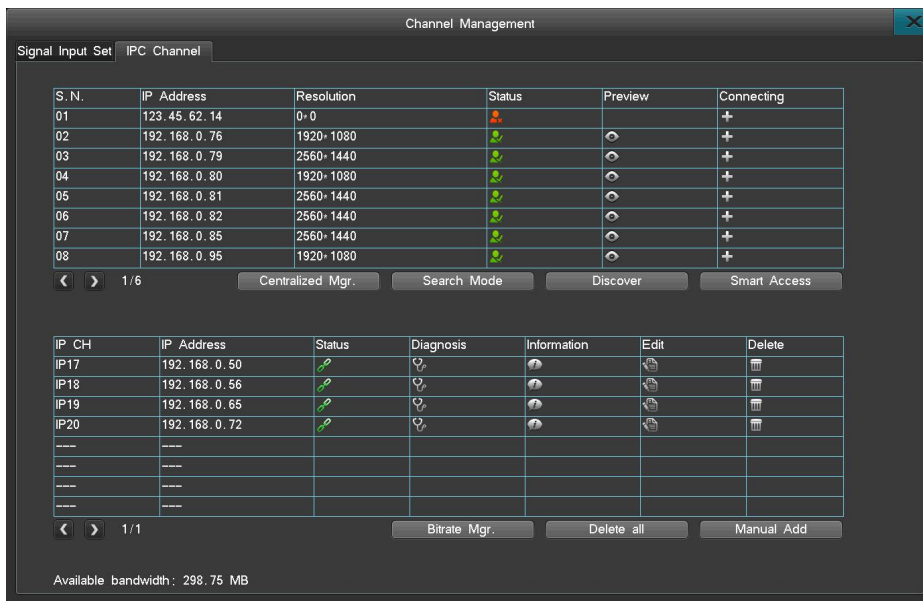 Channel Management
Signal Input Set IPC Channel
S.N. IP Address Resolution Status Preview Connecting
01 123.45.62.14 0*0
02 192.168.0.76 1920*1080
03 192.168.0.79 2560*1440
04 192.168.0.80 1920*1080
05 192.168.0.81 2560*1440
06 192.168.0.82 2560*1440
07 192.168.0.85 2560*1440
08 192.168.0.95 1920*1080
1/6 Centralized Mgr. Search Mode Discover Smart Access
IP CH IP Address Status Diagnosis Information Edit Delete
IP17 192.168.0.50
IP18 192.168.0.56
IP19 192.168.0.65
IP20 192.168.0.72
--- ---
--- ---
--- ---
--- ---
1/1 Bitrate Mgr. Delete all Manual Add
Available bandwidth: 298.75 MB